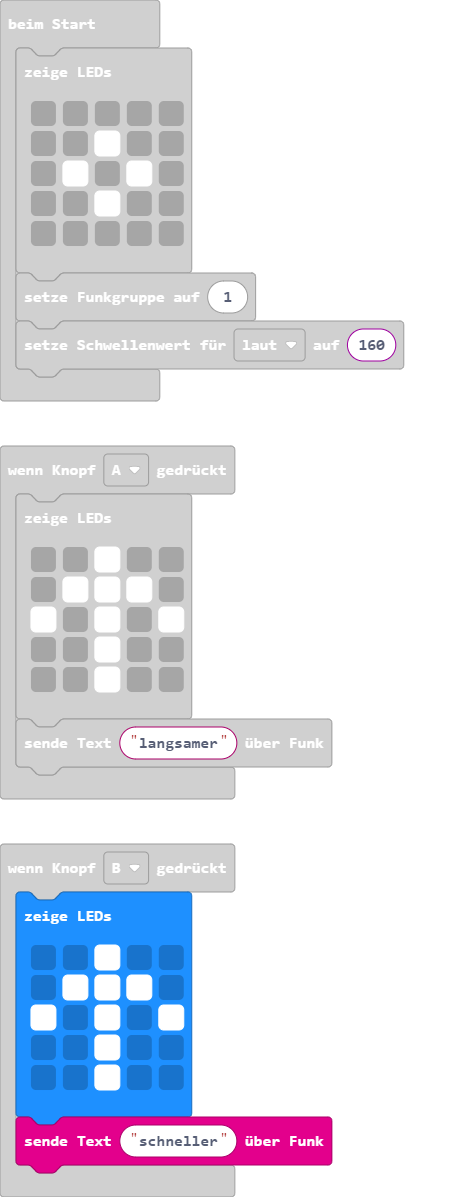 beim Start
zeige LEDs
setze Funkgruppe auf 1
setze Schwellenwert für laut auf 160
wenn Knopf A gedrückt
zeige LEDs
sende Text "langsamer" über Funk
wenn Knopf B gedrückt
zeige LEDs
sende Text "schneller" über Funk